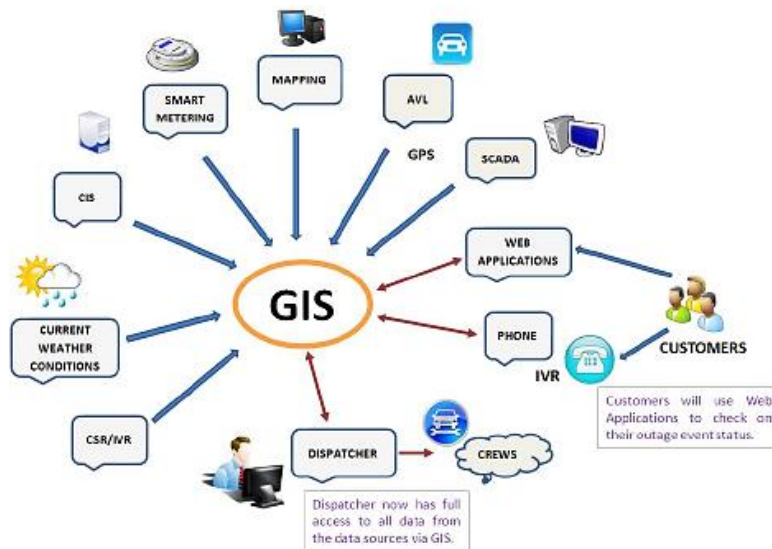 MAPPING
SMART
METERING
AVL
GPS
SCADA
CIS
WEB
APPLICATIONS
GIS
CURRENT
WEATHER
CONDITIONS
PHONE
IVR
CUSTOMERS
Customers will use Web
Applications to check on
their outage event status.
CSR/IVR
DISPATCHER
CREWS
Dispatcher now has full
access to all data from
the data sources via GIS.